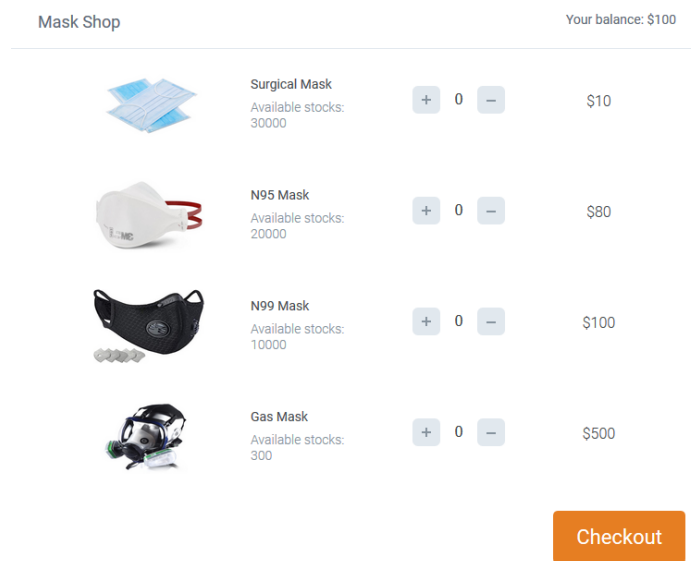 Mask Shop
Your balance: $100
Surgical Mask
Available stocks:
30000
+ 0 −
$10
N95 Mask
Available stocks:
20000
+ 0 −
$80
N99 Mask
Available stocks:
10000
+ 0 −
$100
Gas Mask
Available stocks:
300
+ 0 −
$500
Checkout